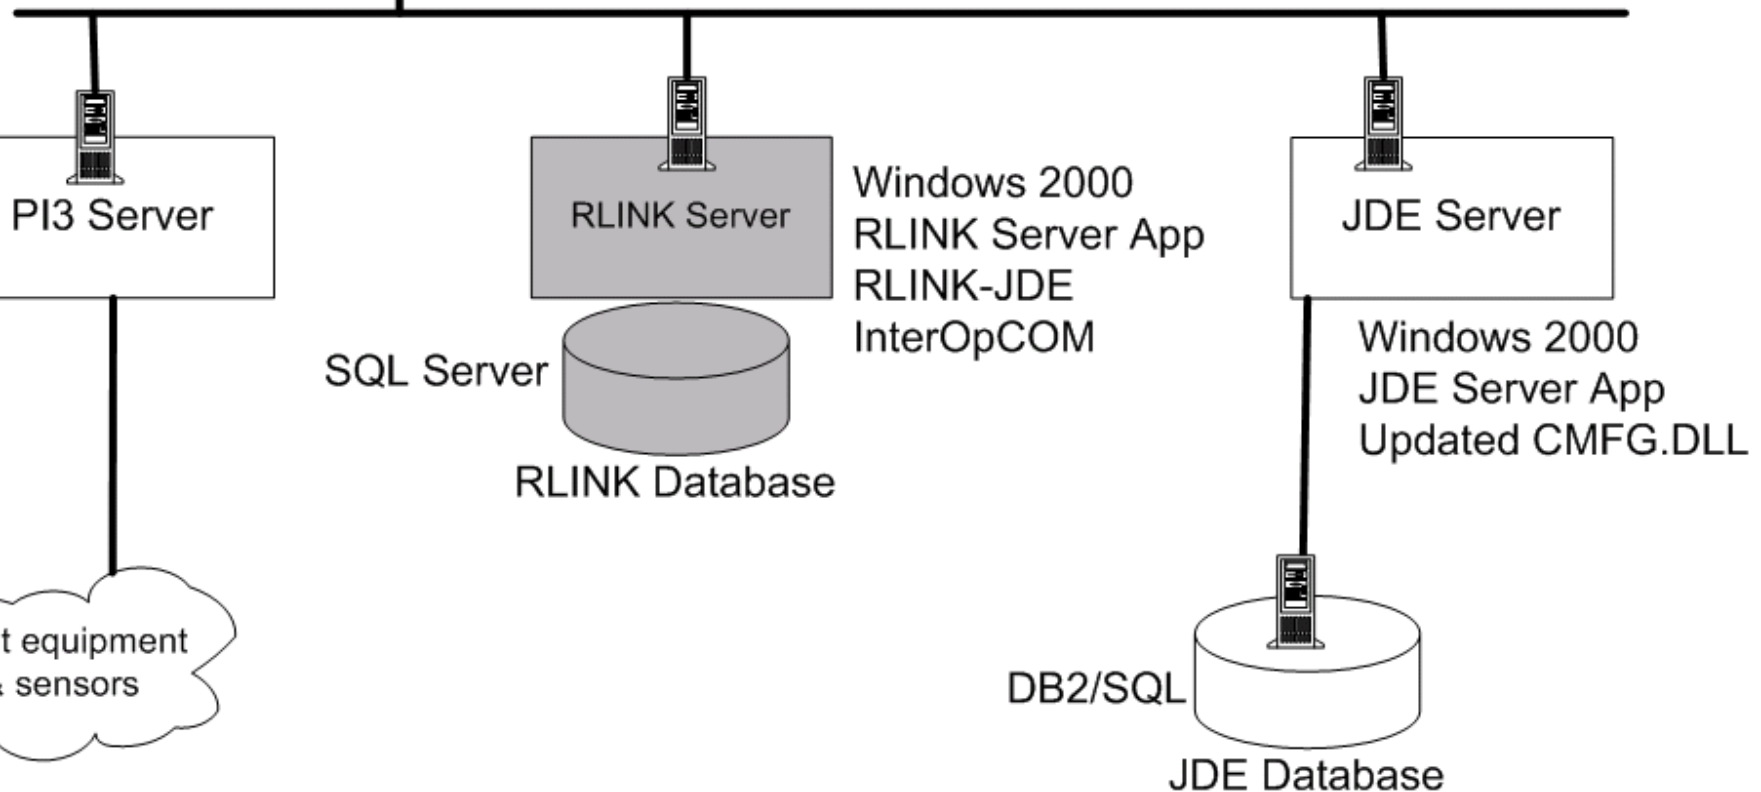 PI3 Server
RLINK Server
Windows 2000
RLINK Server App
RLINK-JDE
InterOpCOM
JDE Server
SQL Server
RLINK Database
Windows 2000
JDE Server App
Updated CMFG.DLL
t equipment
sensors
DB2/SQL
JDE Database